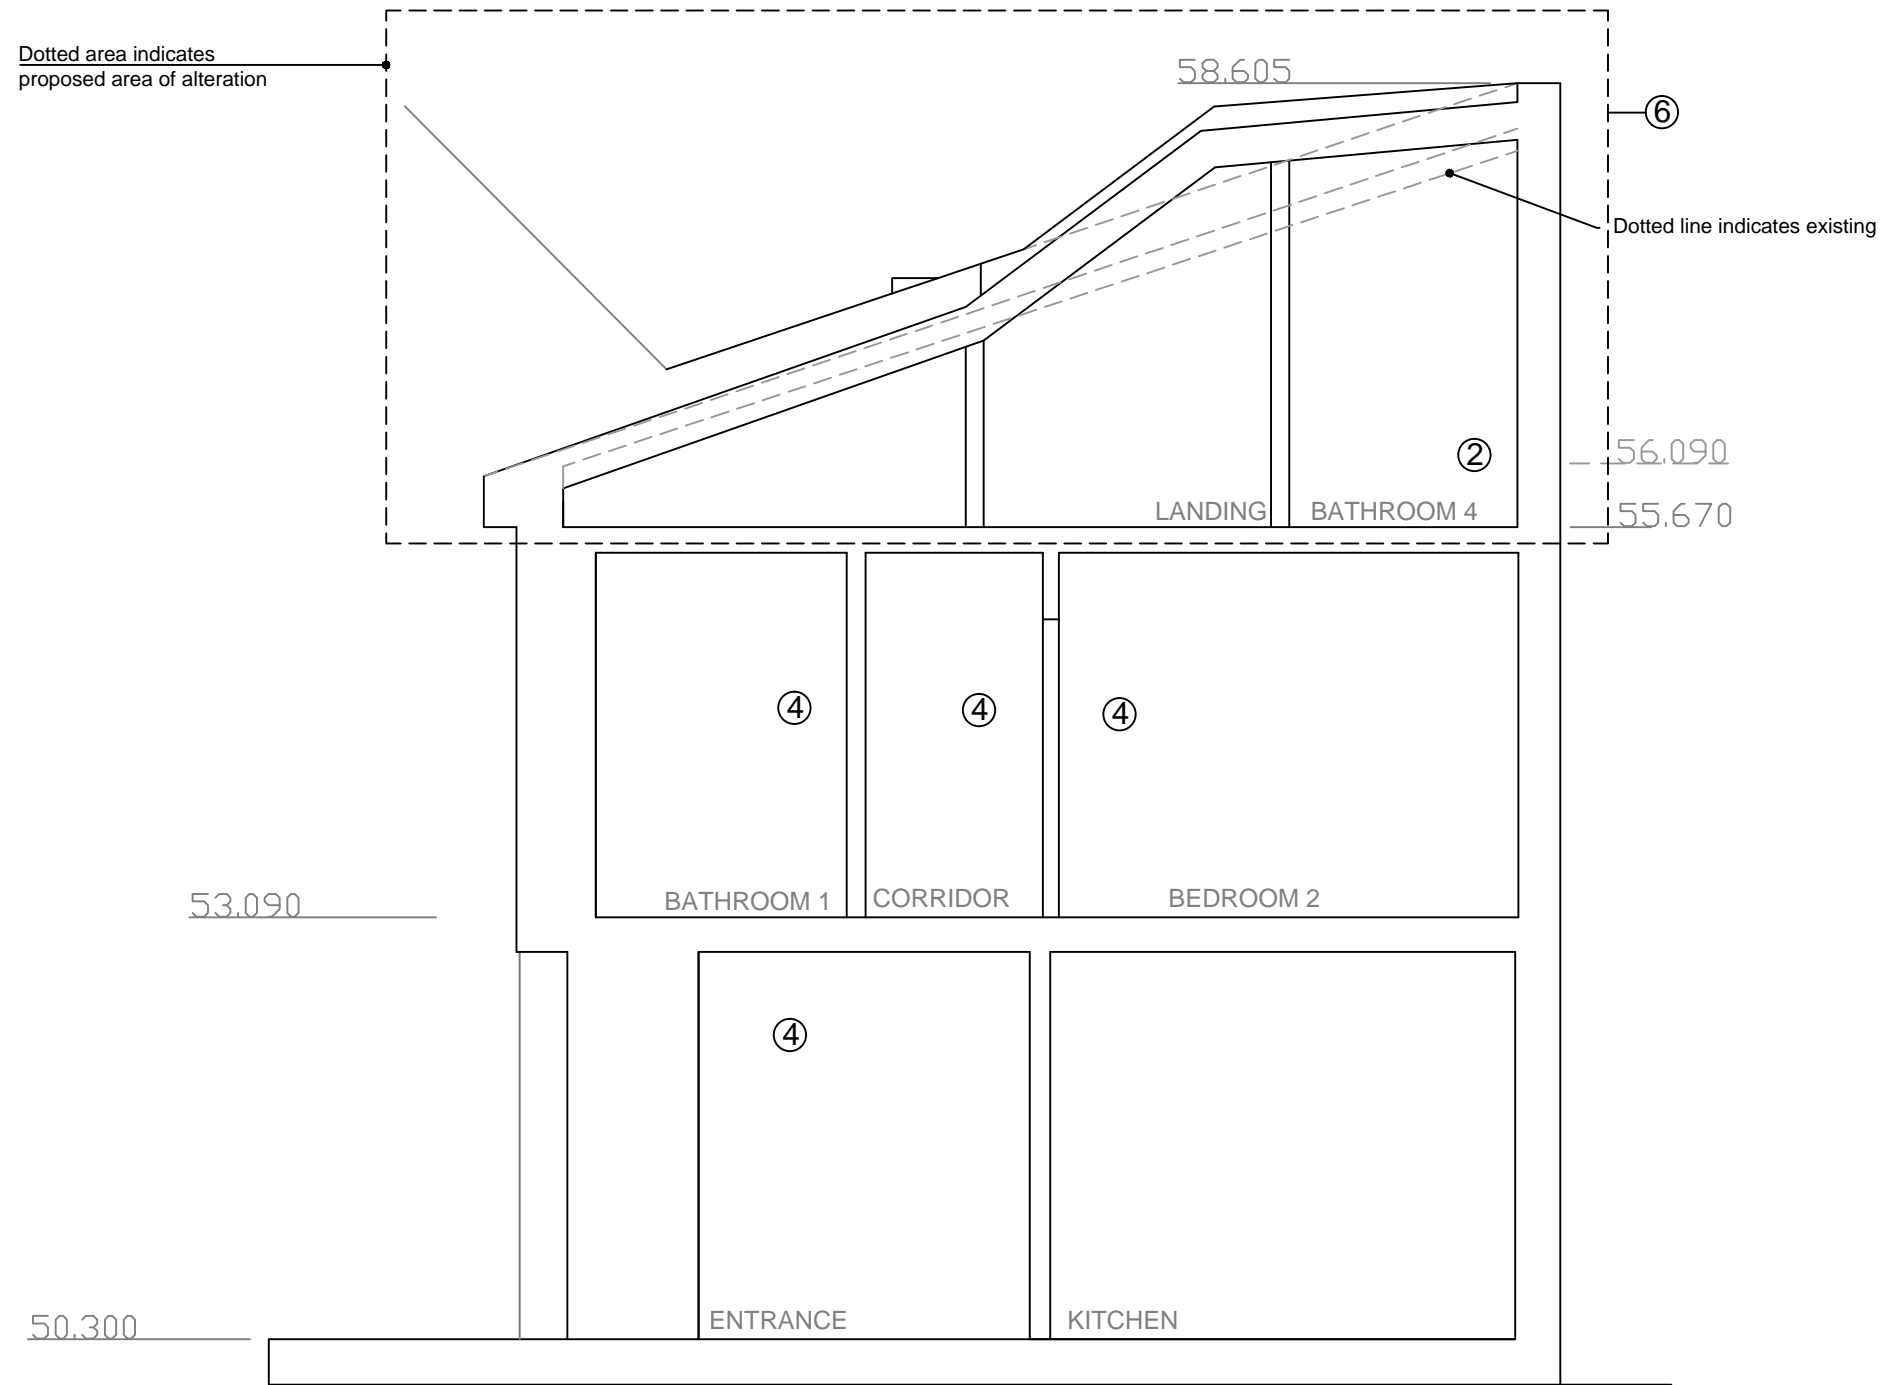 Dotted area indicates
proposed area of alteration
58.605
6
Dotted line indicates existing
2
56.090
LANDING
BATHROOM 4
55.670
4
4
4
53.090
BATHROOM 1
CORRIDOR
BEDROOM 2
4
50.300
ENTRANCE
KITCHEN